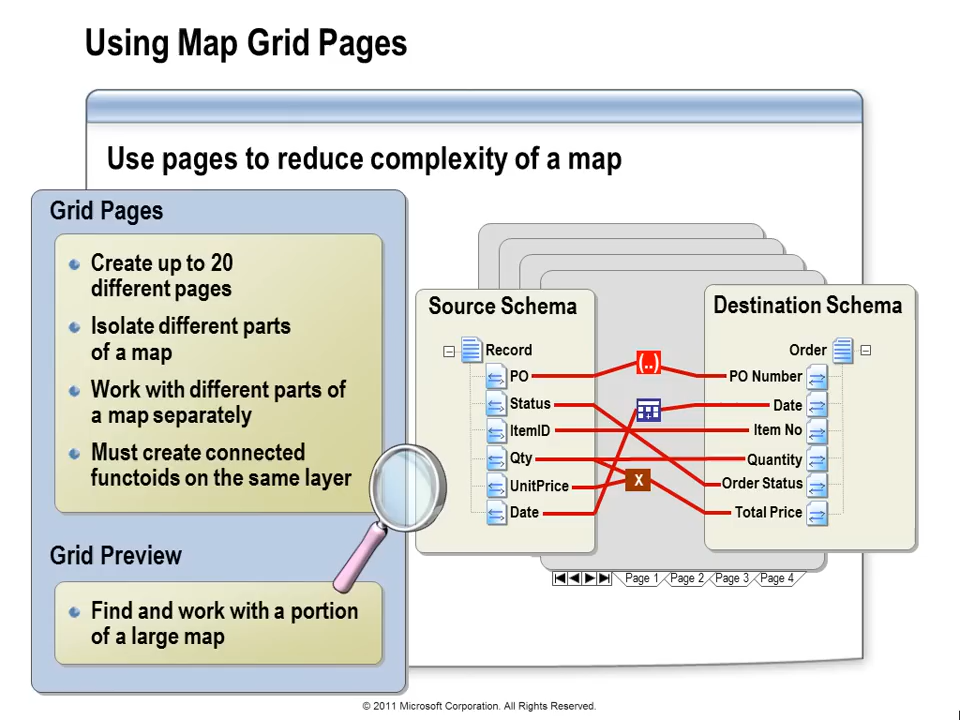 Using Map Grid Pages
Use pages to reduce complexity of a map
Grid Pages
Create up to 20
different pages
Isolate different parts
of a map
Work with different parts of
a map separately
Must create connected
functoids on the same layer
Grid Preview
Find and work with a portion
of a large map
Source Schema
Record
PO
Status
ItemID
Qty
UnitPrice
Date
(..)
X
Destination Schema
Order
PO Number
Date
Item No
Quantity
Order Status
Total Price
Page 1 Page 2 Page 3 Page 4
© 2011 Microsoft Corporation. All Rights Reserved.